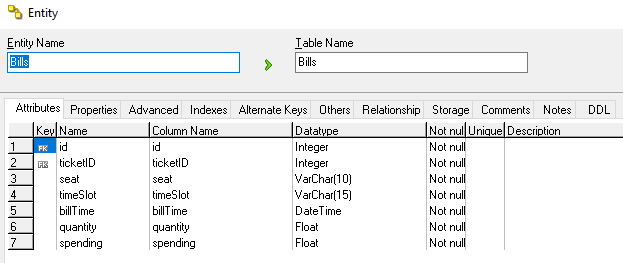 Entity
Entity Name Table Name
Bills Bills
Attributes Properties Advanced Indexes Alternate Keys Others Relationship Storage Comments Notes DDL
Key Name Column Name Datatype Not nul Unique Description
1 PK id id Integer Not null
2 FK ticketID ticketID Integer Not null
3 seat seat VarChar(10) Not null
4 timeSlot timeSlot VarChar(15) Not null
5 billTime billTime DateTime Not null
6 quantity quantity Float Not null
7 spending spending Float Not null